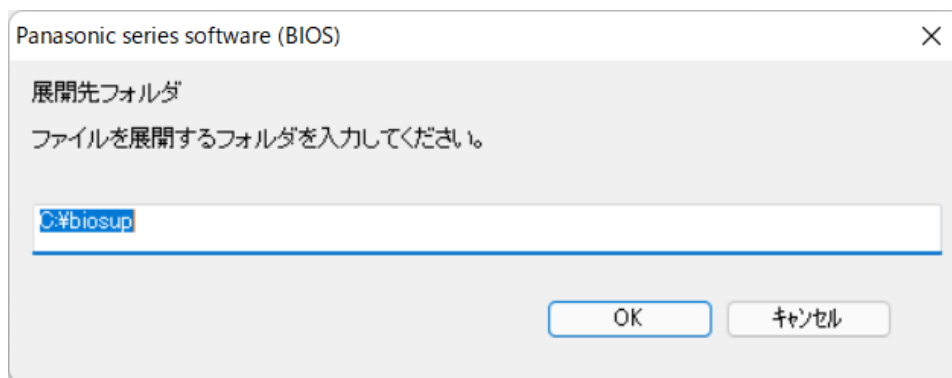 Panasonic series software (BIOS)
展開先フォルダ
ファイルを展開するフォルダを入力してください。
C:¥biosup
OK
キャンセル